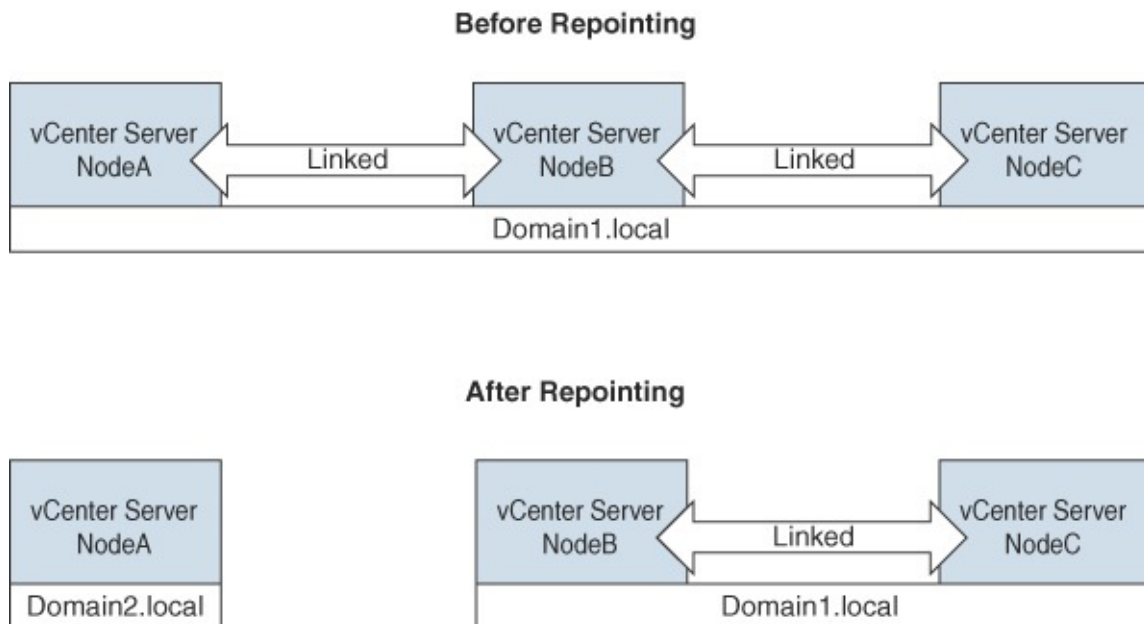 Before Repointing
vCenter Server
NodeA
Linked
vCenter Server
NodeB
Linked
vCenter Server
NodeC
Domain1.local
After Repointing
vCenter Server
NodeA
Domain2.local
vCenter Server
NodeB
Linked
vCenter Server
NodeC
Domain1.local